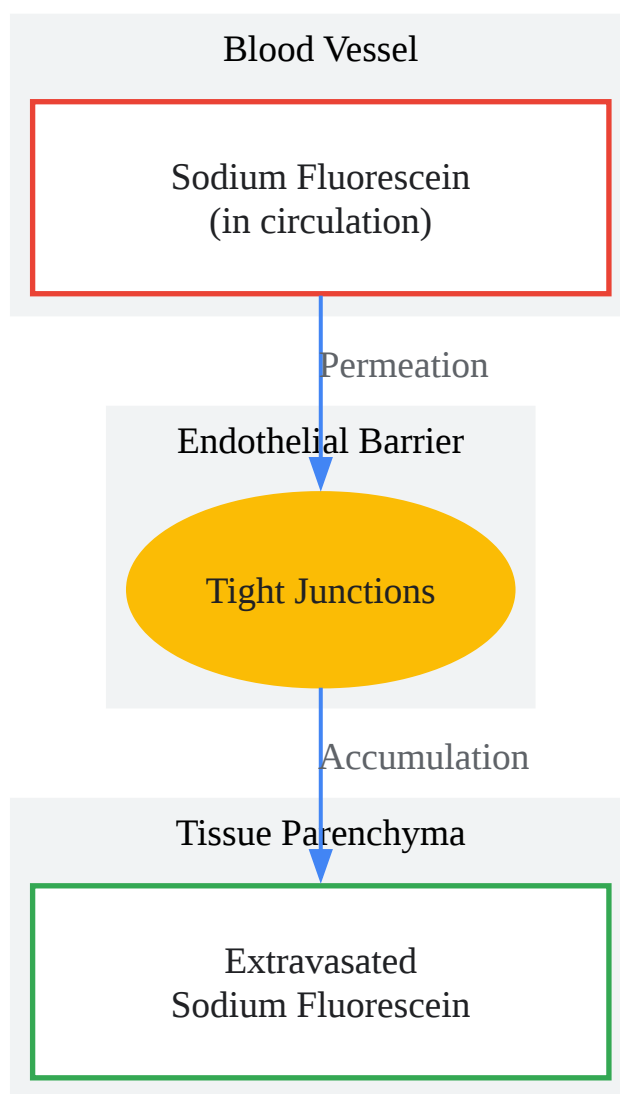 Blood Vessel
Sodium Fluorescein
(in circulation)
Permeation
Endothelial Barrier
Tight Junctions
Accumulation
Tissue Parenchyma
Extravasated
Sodium Fluorescein